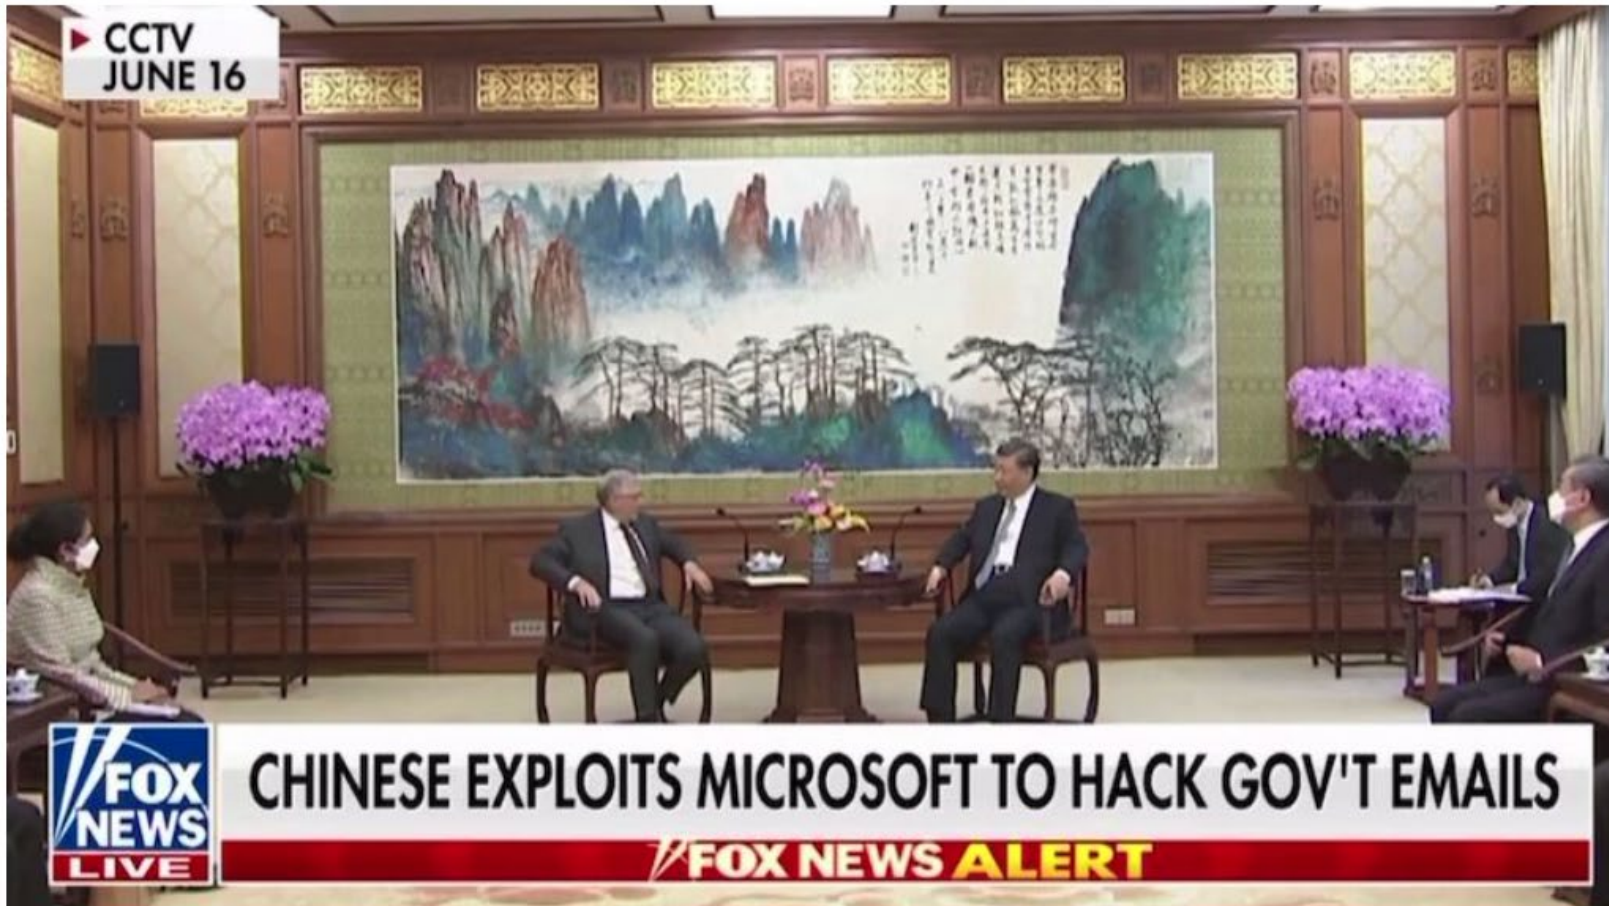 CCTV
JUNE 16
FOX
NEWS
LIVE
CHINESE EXPLOITS MICROSOFT TO HACK GOV'T EMAILS
FOX NEWS ALERT